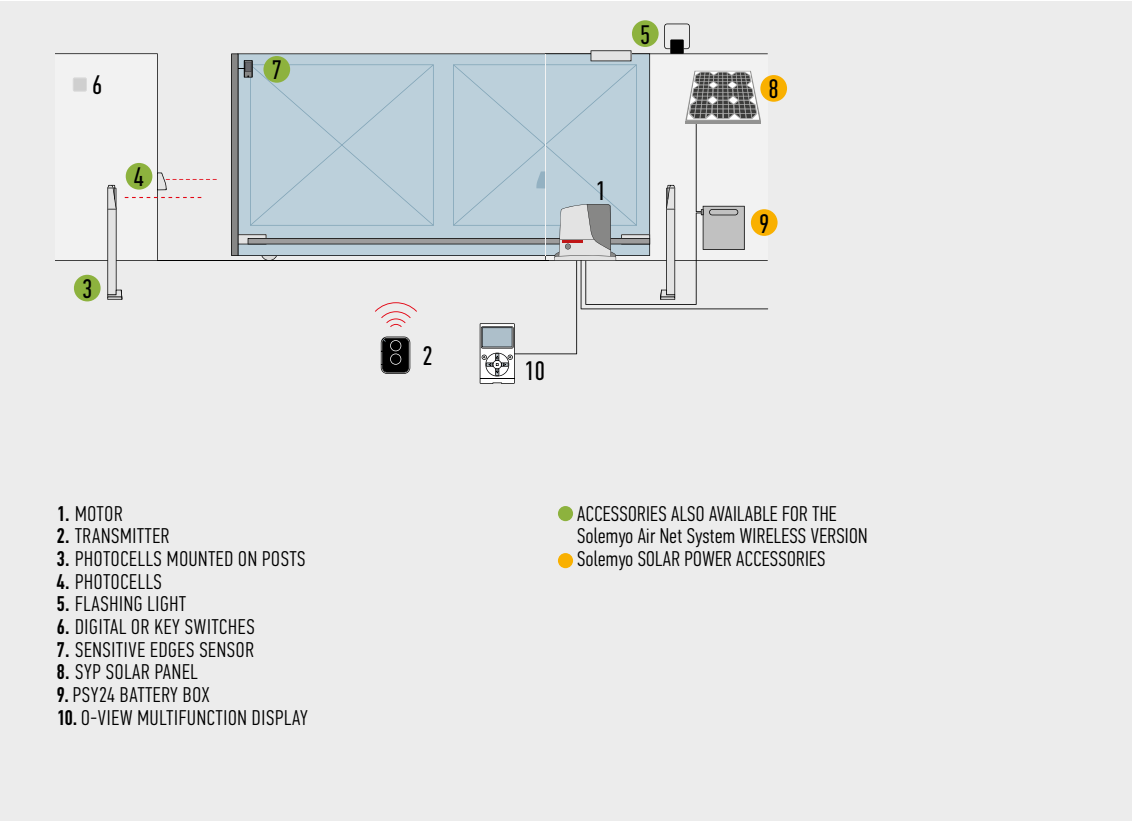 5
7
6
8
4
1
9
3
2
10
1. MOTOR
2. TRANSMITTER
3. PHOTOCELLS MOUNTED ON POSTS
4. PHOTOCELLS
5. FLASHING LIGHT
6. DIGITAL OR KEY SWITCHES
7. SENSITIVE EDGES SENSOR
8. SYP SOLAR PANEL
9. PSY24 BATTERY BOX
10. O-VIEW MULTIFUNCTION DISPLAY
ACCESSORIES ALSO AVAILABLE FOR THE
Solemyo Air Net System WIRELESS VERSION
Solemyo SOLAR POWER ACCESSORIES